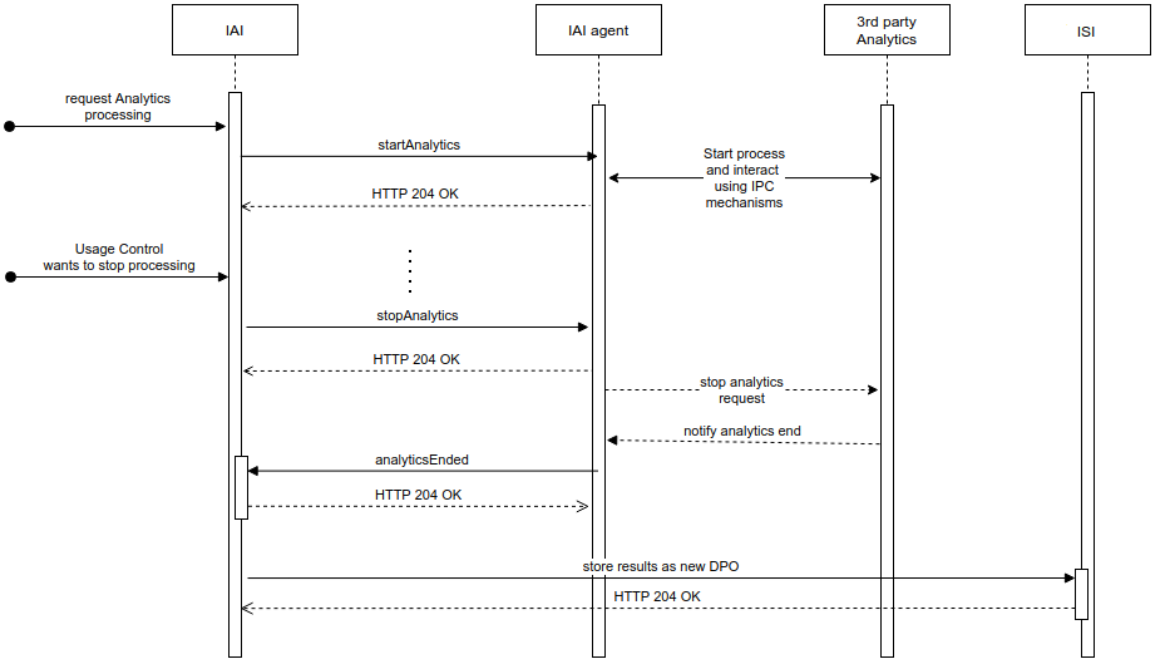 IAI
IAI agent
3rd party
Analytics
ISI
request Analytics
processing
startAnalytics
Start process
and interact
using IPC
mechanisms
HTTP 204 OK
Usage Control
wants to stop processing
stopAnalytics
HTTP 204 OK
stop analytics
request
notify analytics end
analyticsEnded
HTTP 204 OK
store results as new DPO
HTTP 204 OK